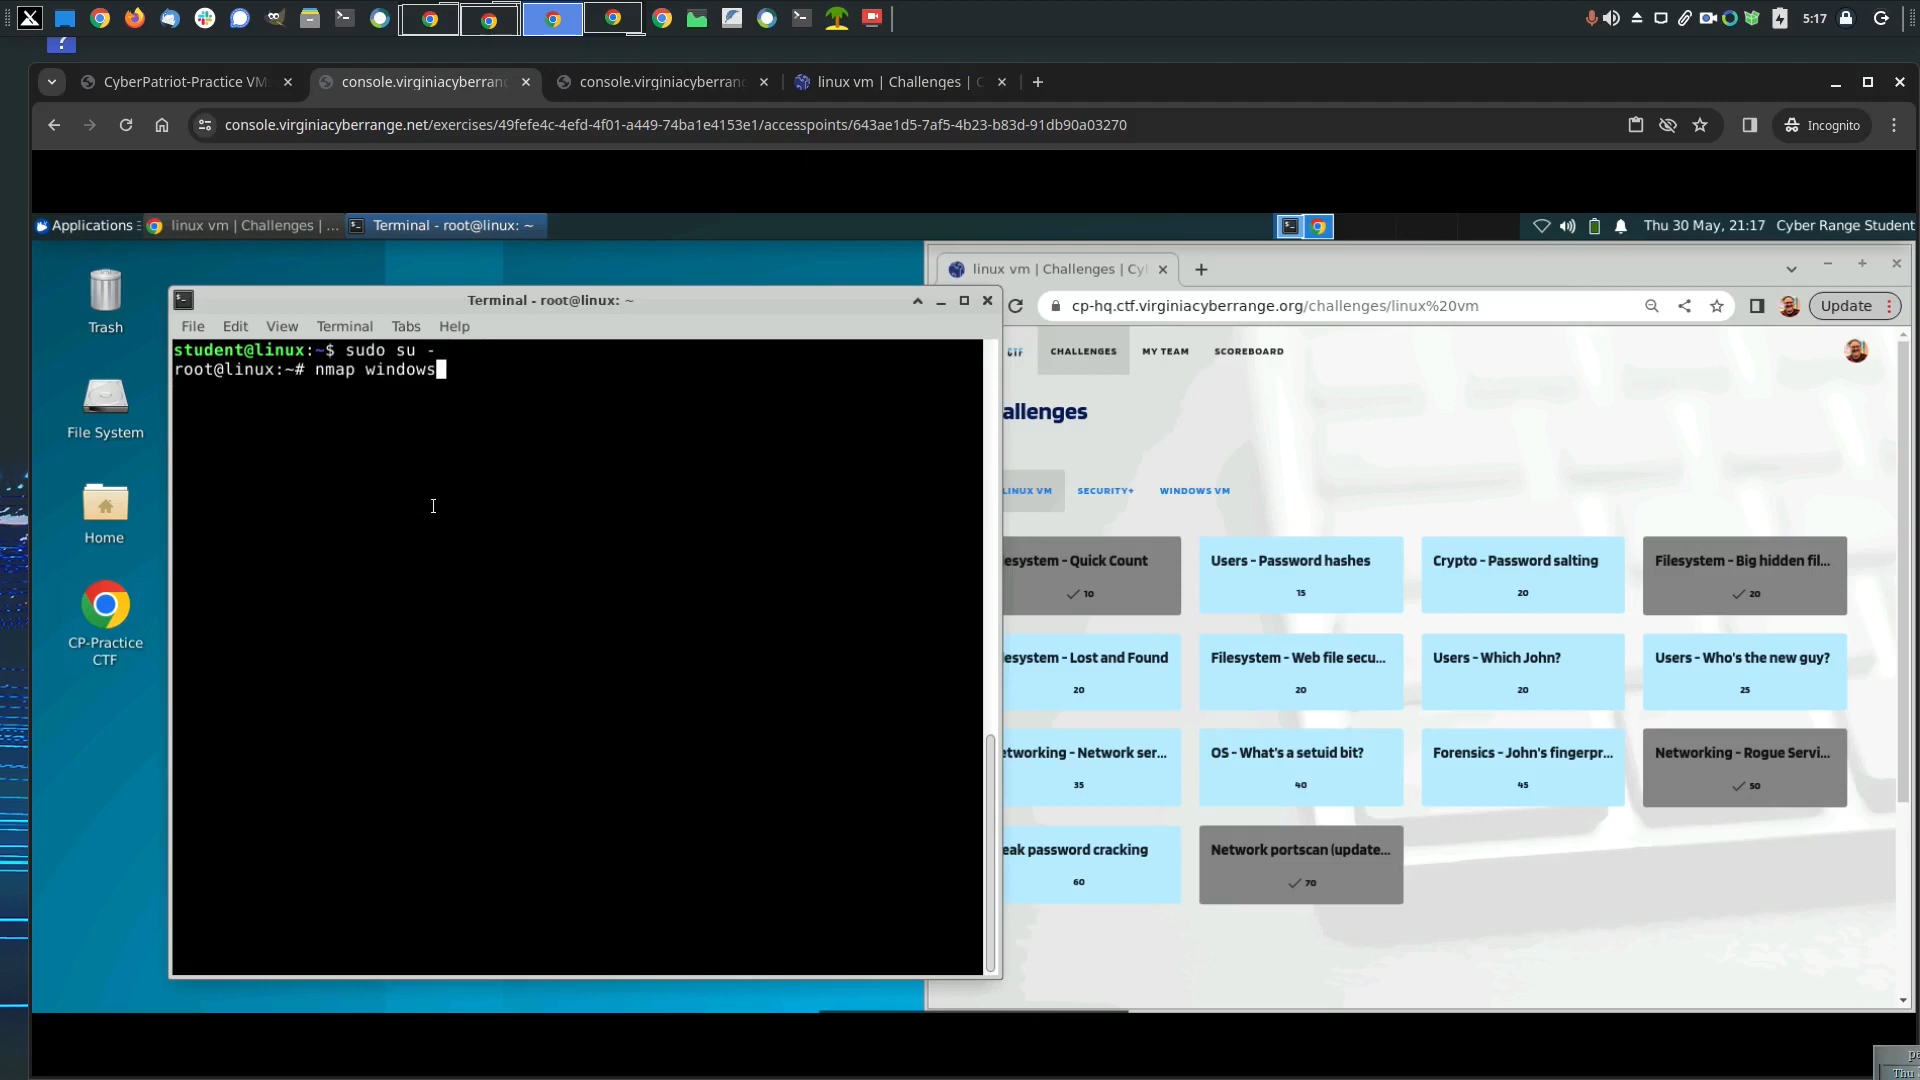 5:17
?
CyberPatriot-Practice VM
console.virginiacyberran
console.virginiacyberran
linux vm | Challenges | C
console.virginiacyberrange.net/exercises/49fefe4c-4efd-4f01-a449-74ba1e4153e1/accesspoints/643ae1d5-7af5-4b23-b83d-91db90a03270
Incognito
Applications
linux vm | Challenges | ...
Terminal - root@linux: ~
Thu 30 May, 21:17
Cyber Range Student
Trash
File System
Home
CP-Practice
CTF
Terminal - root@linux: ~
File Edit View Terminal Tabs Help
student@linux:~$ sudo su -
root@linux:~# nmap windows
linux vm | Challenges | Cy
cp-hq.ctf.virginiacyberrange.org/challenges/linux%20vm
Update
CTF
CHALLENGES
MY TEAM
SCOREBOARD
allenges
LINUX VM
SECURITY+
WINDOWS VM
esystem - Quick Count
10
Users - Password hashes
15
Crypto - Password salting
20
Filesystem - Big hidden fil...
20
esystem - Lost and Found
20
Filesystem - Web file secu...
20
Users - Which John?
20
Users - Who's the new guy?
25
etworking - Network ser...
35
OS - What's a setuid bit?
40
Forensics - John's fingerpr...
45
Networking - Rogue Servi...
50
eak password cracking
60
Network portscan (update...
70
Thu